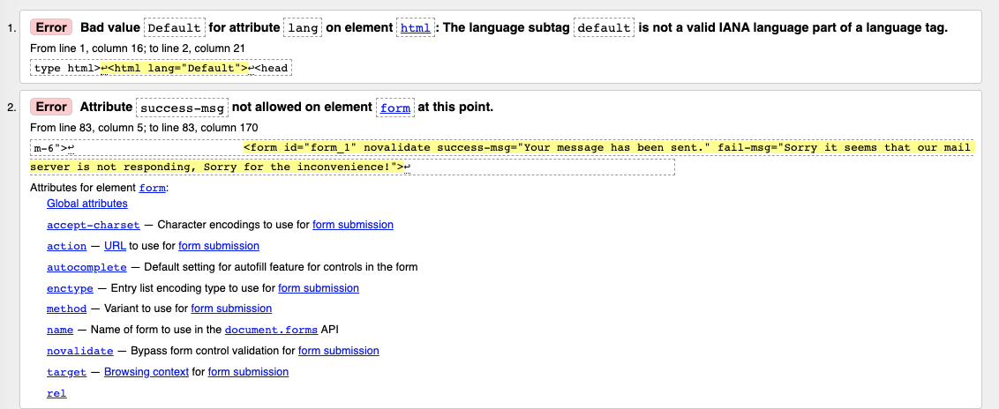 1. Error Bad value Default for attribute lang on element html: The language subtag default is not a valid IANA language part of a language tag.
From line 1, column 16; to line 2, column 21
type html>↩<html lang="Default">↩<head
2. Error Attribute success-msg not allowed on element form at this point.
From line 83, column 5; to line 83, column 170
m-6">↩ <form id="form_1" novalidate success-msg="Your message has been sent." fail-msg="Sorry it seems that our mail
server is not responding, Sorry for the inconvenience!">↩
Attributes for element form:
Global attributes
accept-charset — Character encodings to use for form submission
action — URL to use for form submission
autocomplete — Default setting for autofill feature for controls in the form
enctype — Entry list encoding type to use for form submission
method — Variant to use for form submission
name — Name of form to use in the document.forms API
novalidate — Bypass form control validation for form submission
target — Browsing context for form submission
rel